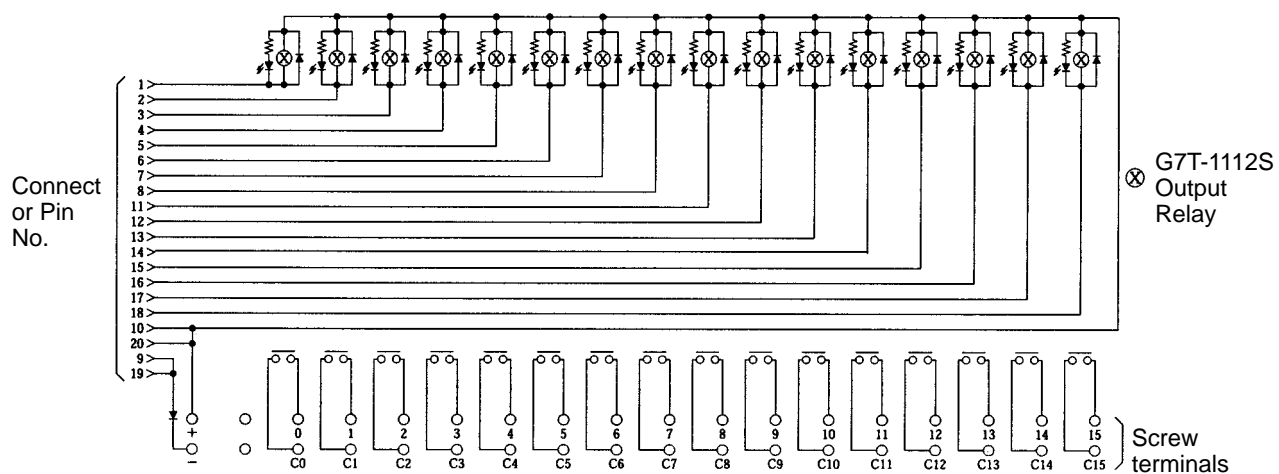 1
2
3
4
5
6
7
8
11
12
13
14
15
16
17
18
10
20
9
19
Connect
or Pin
No.
G7T-1112S
Output
Relay
+ 0 1 2 3 4 5 6 7 8 9 10 11 12 13 14 15
− C0 C1 C2 C3 C4 C5 C6 C7 C8 C9 C10 C11 C12 C13 C14 C15
Screw
terminals